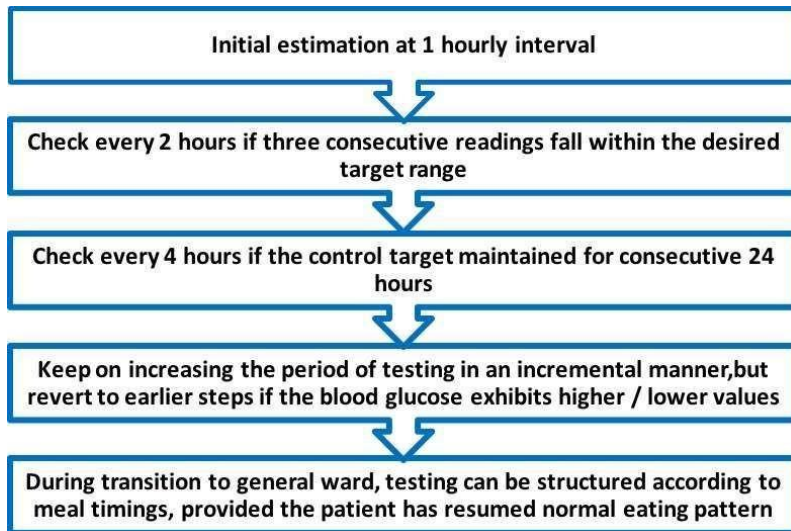 Initial estimation at 1 hourly interval
Check every 2 hours if three consecutive readings fall within the desired
target range
Check every 4 hours if the control target maintained for consecutive 24
hours
Keep on increasing the period of testing in an incremental manner,but
revert to earlier steps if the blood glucose exhibits higher / lower values
During transition to general ward, testing can be structured according to
meal timings, provided the patient has resumed normal eating pattern